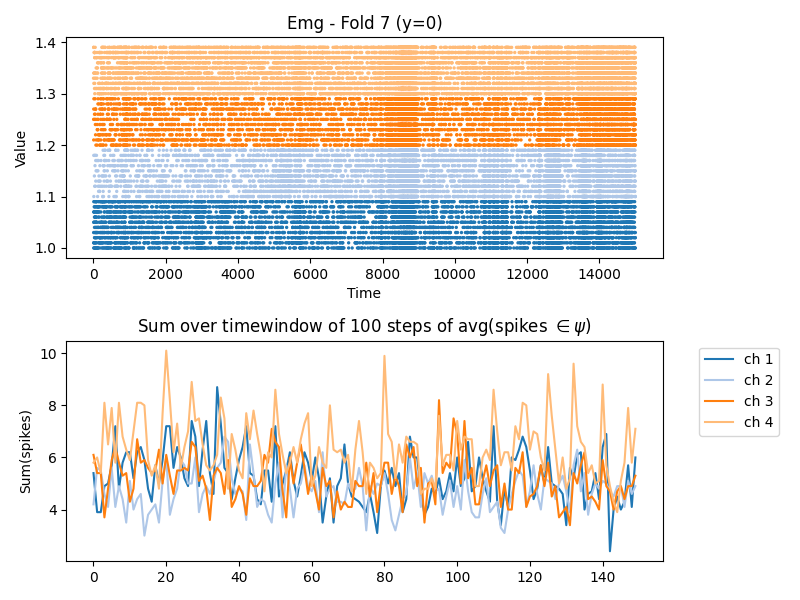 Emg - Fold 7 (y=0)
1.4
1.3
1.2
1.1
1.0
Value
0 2000 4000 6000 8000 10000 12000 14000
Time
Sum over timewindow of 100 steps of avg(spikes ∈ ψ)
10
8
6
4
Sum(spikes)
0 20 40 60 80 100 120 140
ch 1
ch 2
ch 3
ch 4